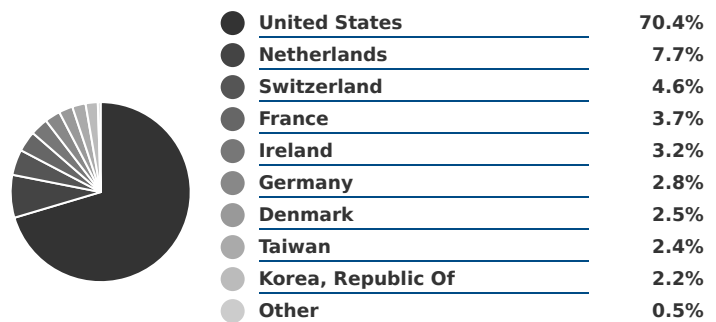 United States 70.4%
Netherlands 7.7%
Switzerland 4.6%
France 3.7%
Ireland 3.2%
Germany 2.8%
Denmark 2.5%
Taiwan 2.4%
Korea, Republic Of 2.2%
Other 0.5%